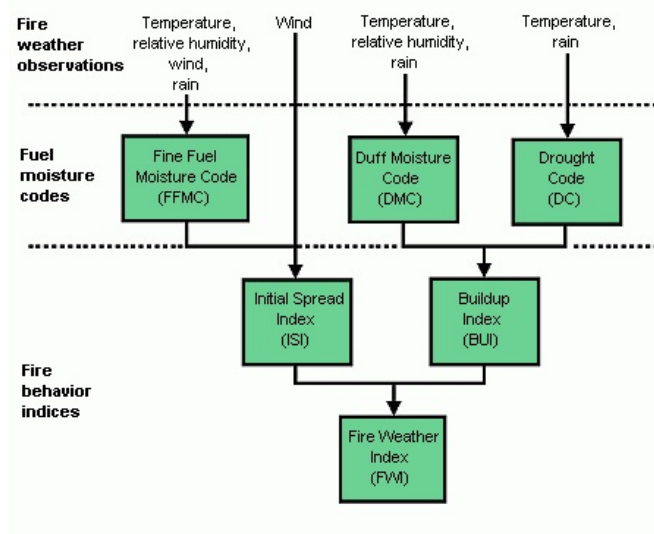 Fire
weather
observations
Temperature,
relative humidity,
wind,
rain
Wind
Temperature,
relative humidity,
rain
Temperature,
rain
Fuel
moisture
codes
Fine Fuel
Moisture Code
(FFMC)
Duff Moisture
Code
(DMC)
Drought
Code
(DC)
Fire
behavior
indices
Initial Spread
Index
(ISI)
Buildup
Index
(BUI)
Fire Weather
Index
(FWI)